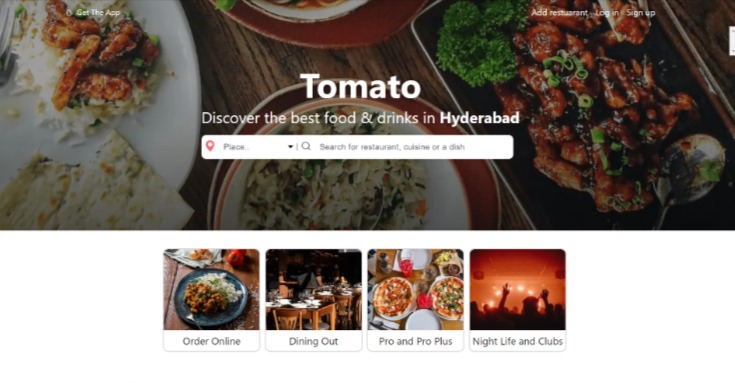 Get The App
Add restuarant Log in Sign up
Tomato
Discover the best food & drinks in Hyderabad
Place.. Search for restaurant, cuisine or a dish
Order Online
Dining Out
Pro and Pro Plus
Night Life and Clubs